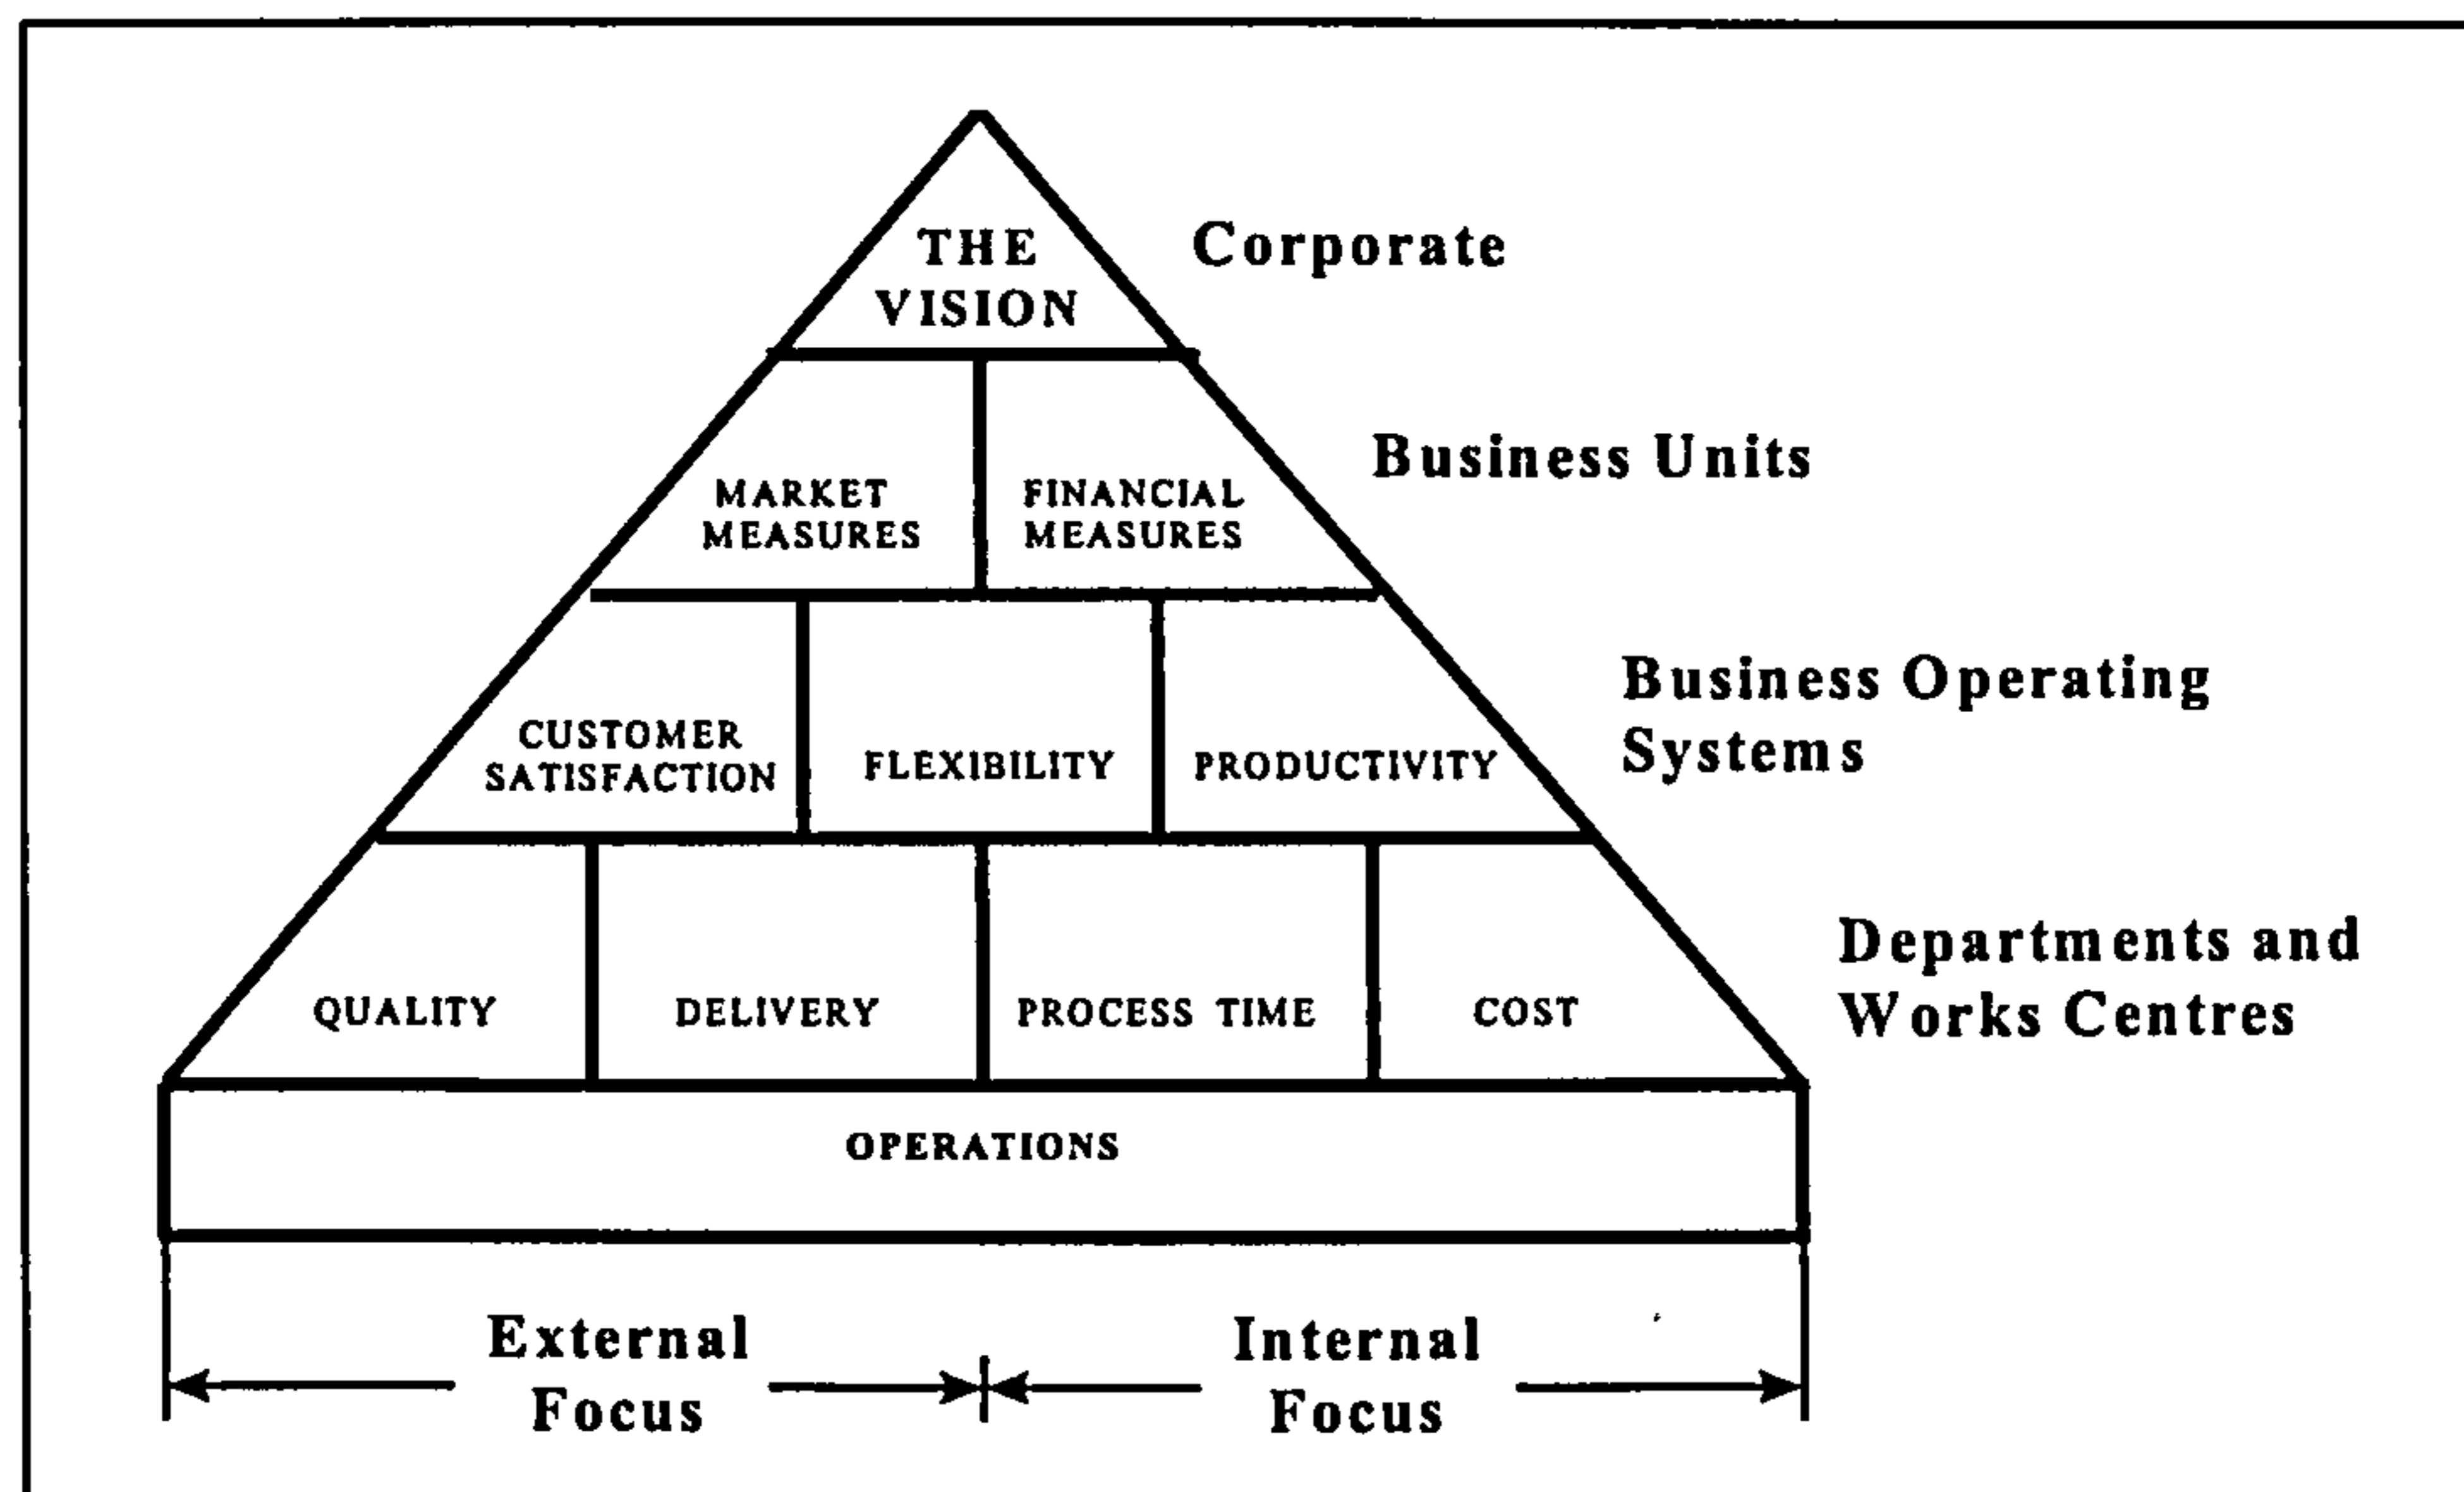 THE
VISION
Corporate
MARKET
MEASURES
FINANCIAL
MEASURES
Business Units
CUSTOMER
SATISFACTION
FLEXIBILITY
PRODUCTIVITY
Business Operating
Systems
QUALITY
DELIVERY
PROCESS TIME
COST
Departments and
Works Centres
OPERATIONS
External
Focus
Internal
Focus